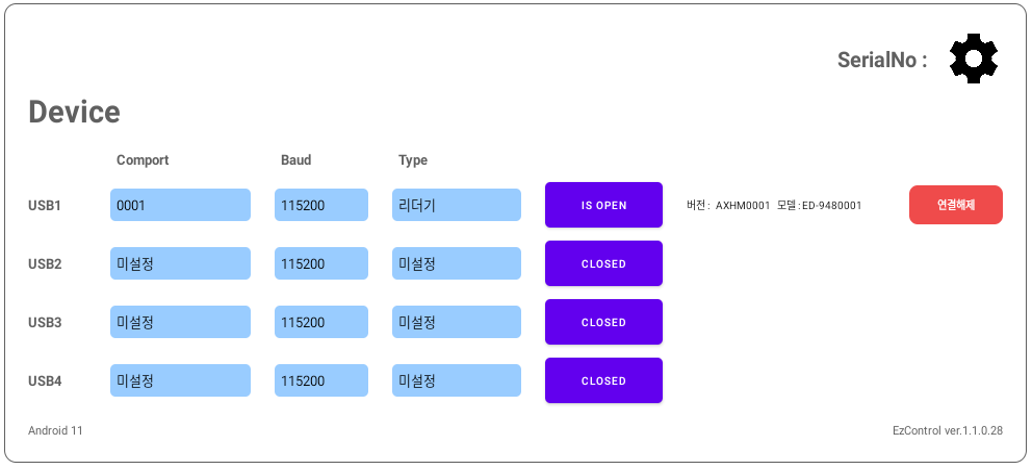 SerialNo :
Device
Comport Baud Type
USB1 0001 115200 리더기 IS OPEN 버전 : AXHM0001 모델 :ED-9480001 연결해제
USB2 미설정 115200 미설정 CLOSED
USB3 미설정 115200 미설정 CLOSED
USB4 미설정 115200 미설정 CLOSED
Android 11 EzControl ver.1.1.0.28